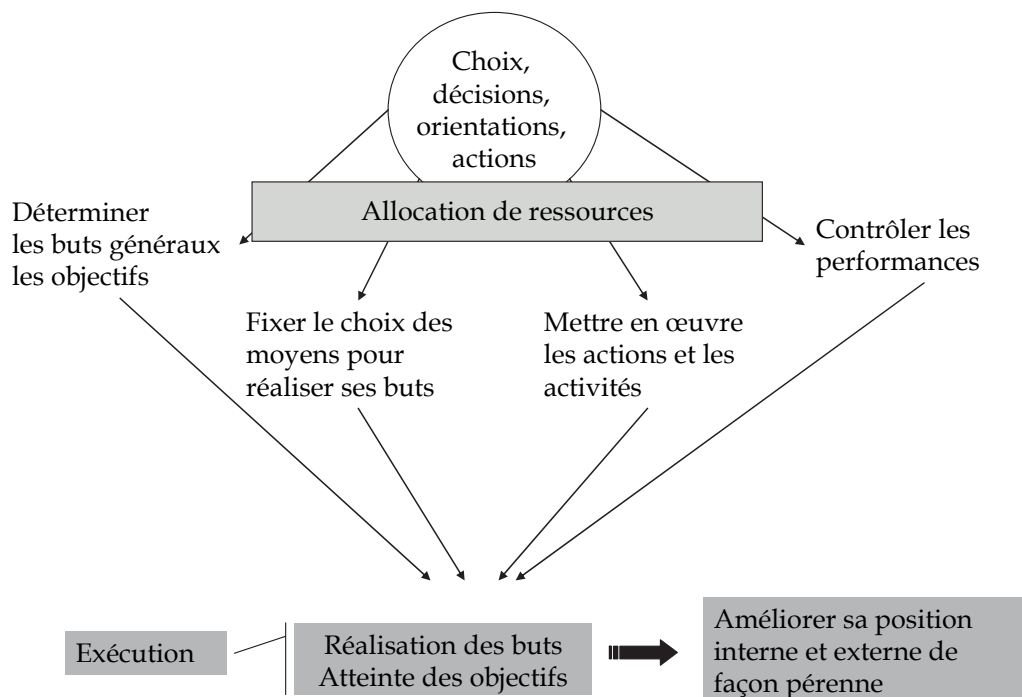 Choix,
décisions,
orientations,
actions
Allocation de ressources
Déterminer
les buts généraux
les objectifs
Contrôler les
performances
Fixer le choix des
moyens pour
réaliser ses buts
Mettre en œuvre
les actions et les
activités
Exécution
Réalisation des buts
Atteinte des objectifs
Améliorer sa position
interne et externe de
façon pérenne